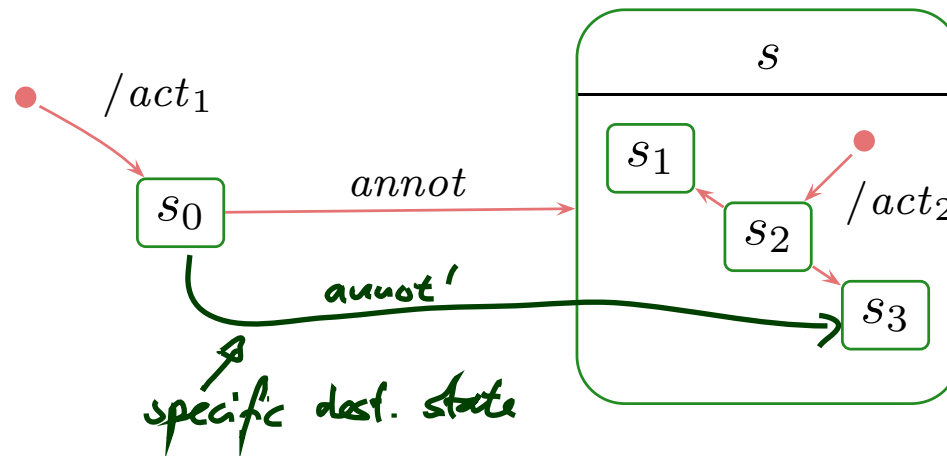 s
/act₁
s₁
annot
s₀
/act₂
s₂
annot'
s₃
specific dest. state